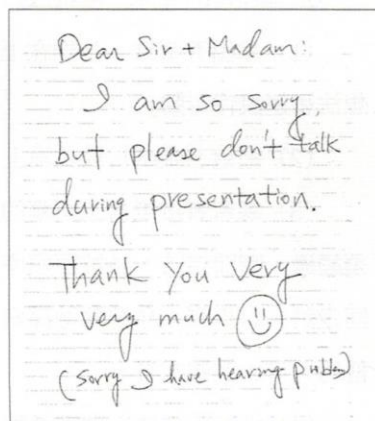 Dear Sir + Madam:
I am so sorry,
but please don't talk
during presentation.
Thank you very
very much
(sorry I have hearing problem)